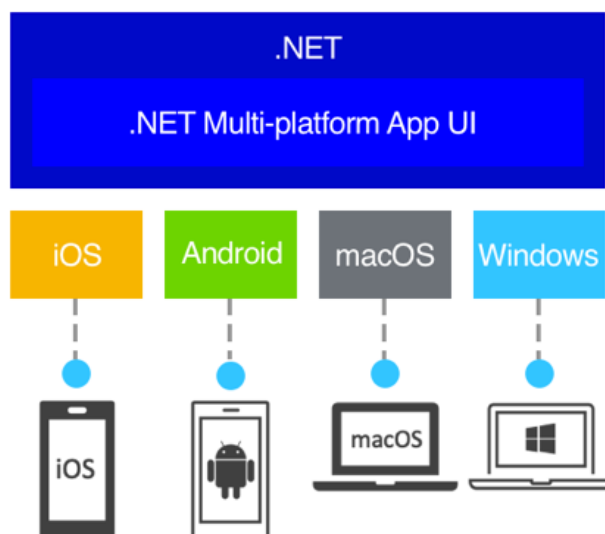 .NET
.NET Multi-platform App UI
iOS
Android
macOS
Windows
iOS
macOS